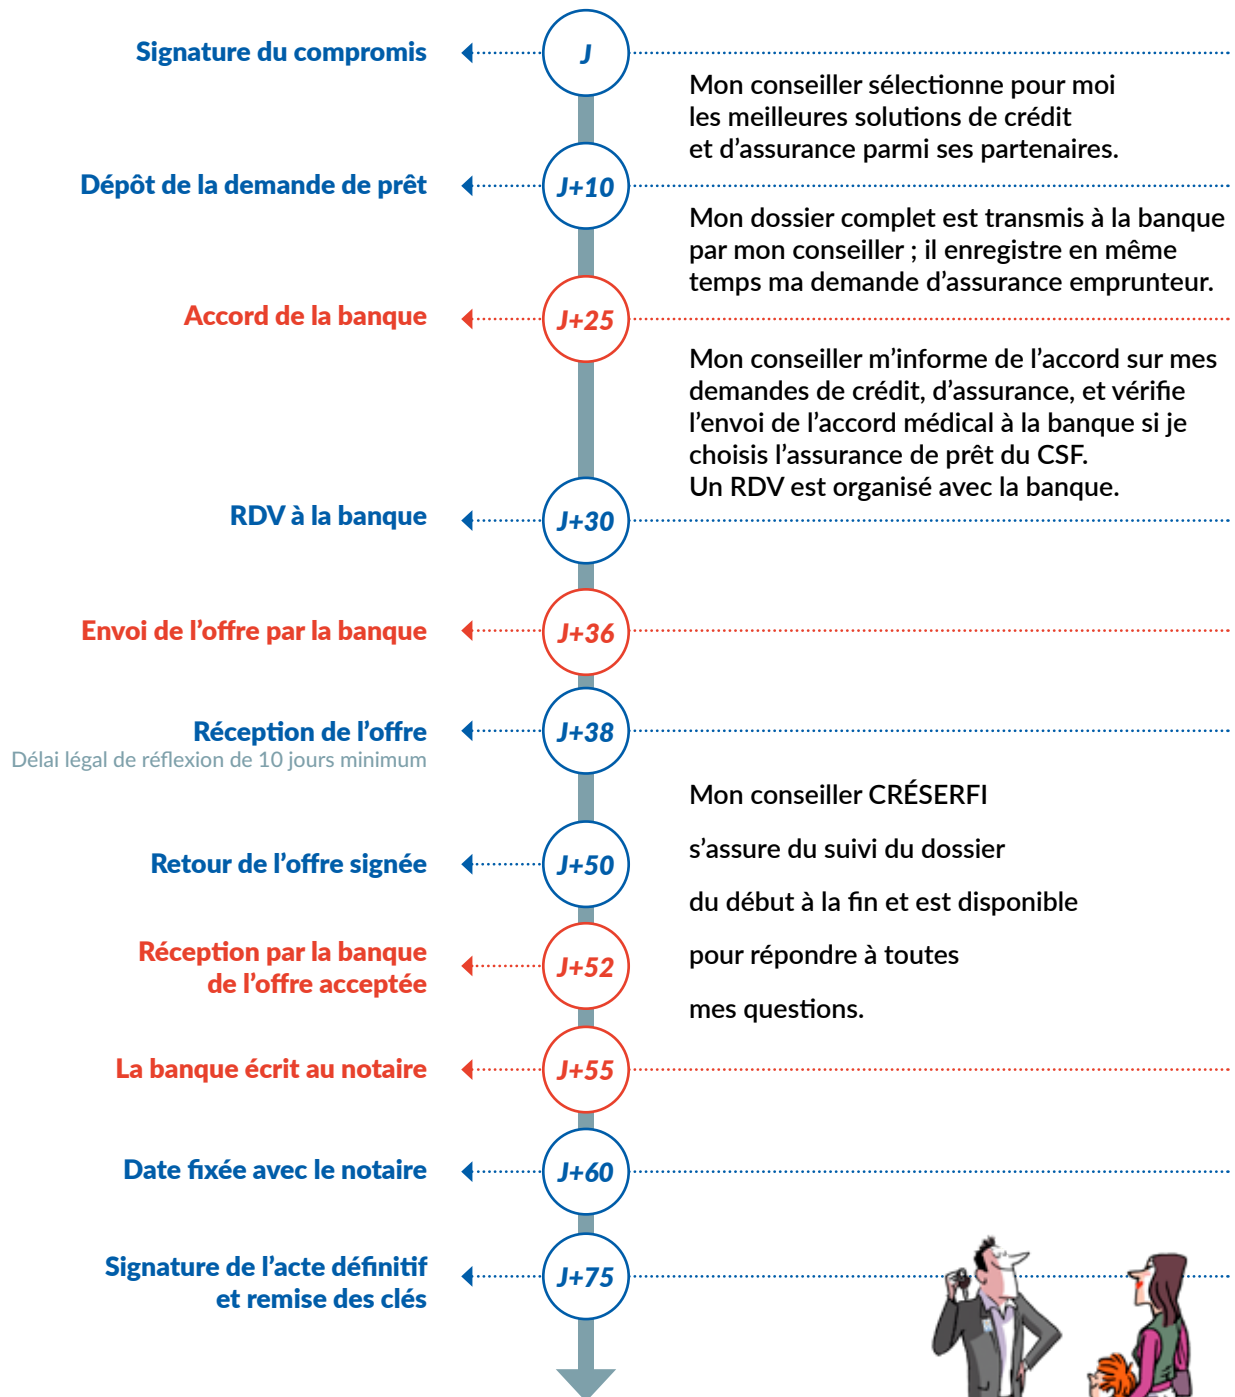 Signature du compromis
J
Mon conseiller sélectionne pour moi
les meilleures solutions de crédit
et d’assurance parmi ses partenaires.
Dépôt de la demande de prêt
J+10
Mon dossier complet est transmis à la banque
par mon conseiller ; il enregistre en même
temps ma demande d’assurance emprunteur.
Accord de la banque
J+25
Mon conseiller m’informe de l’accord sur mes
demandes de crédit, d’assurance, et vérifie
l’envoi de l’accord médical à la banque si je
choisis l’assurance de prêt du CSF.
Un RDV est organisé avec la banque.
RDV à la banque
J+30
Envoi de l’offre par la banque
J+36
Réception de l’offre
Délai légal de réflexion de 10 jours minimum
J+38
Mon conseiller CRÉSERFI
s’assure du suivi du dossier
du début à la fin et est disponible
pour répondre à toutes
mes questions.
Retour de l’offre signée
J+50
Réception par la banque
de l’offre acceptée
J+52
La banque écrit au notaire
J+55
Date fixée avec le notaire
J+60
Signature de l’acte définitif
et remise des clés
J+75